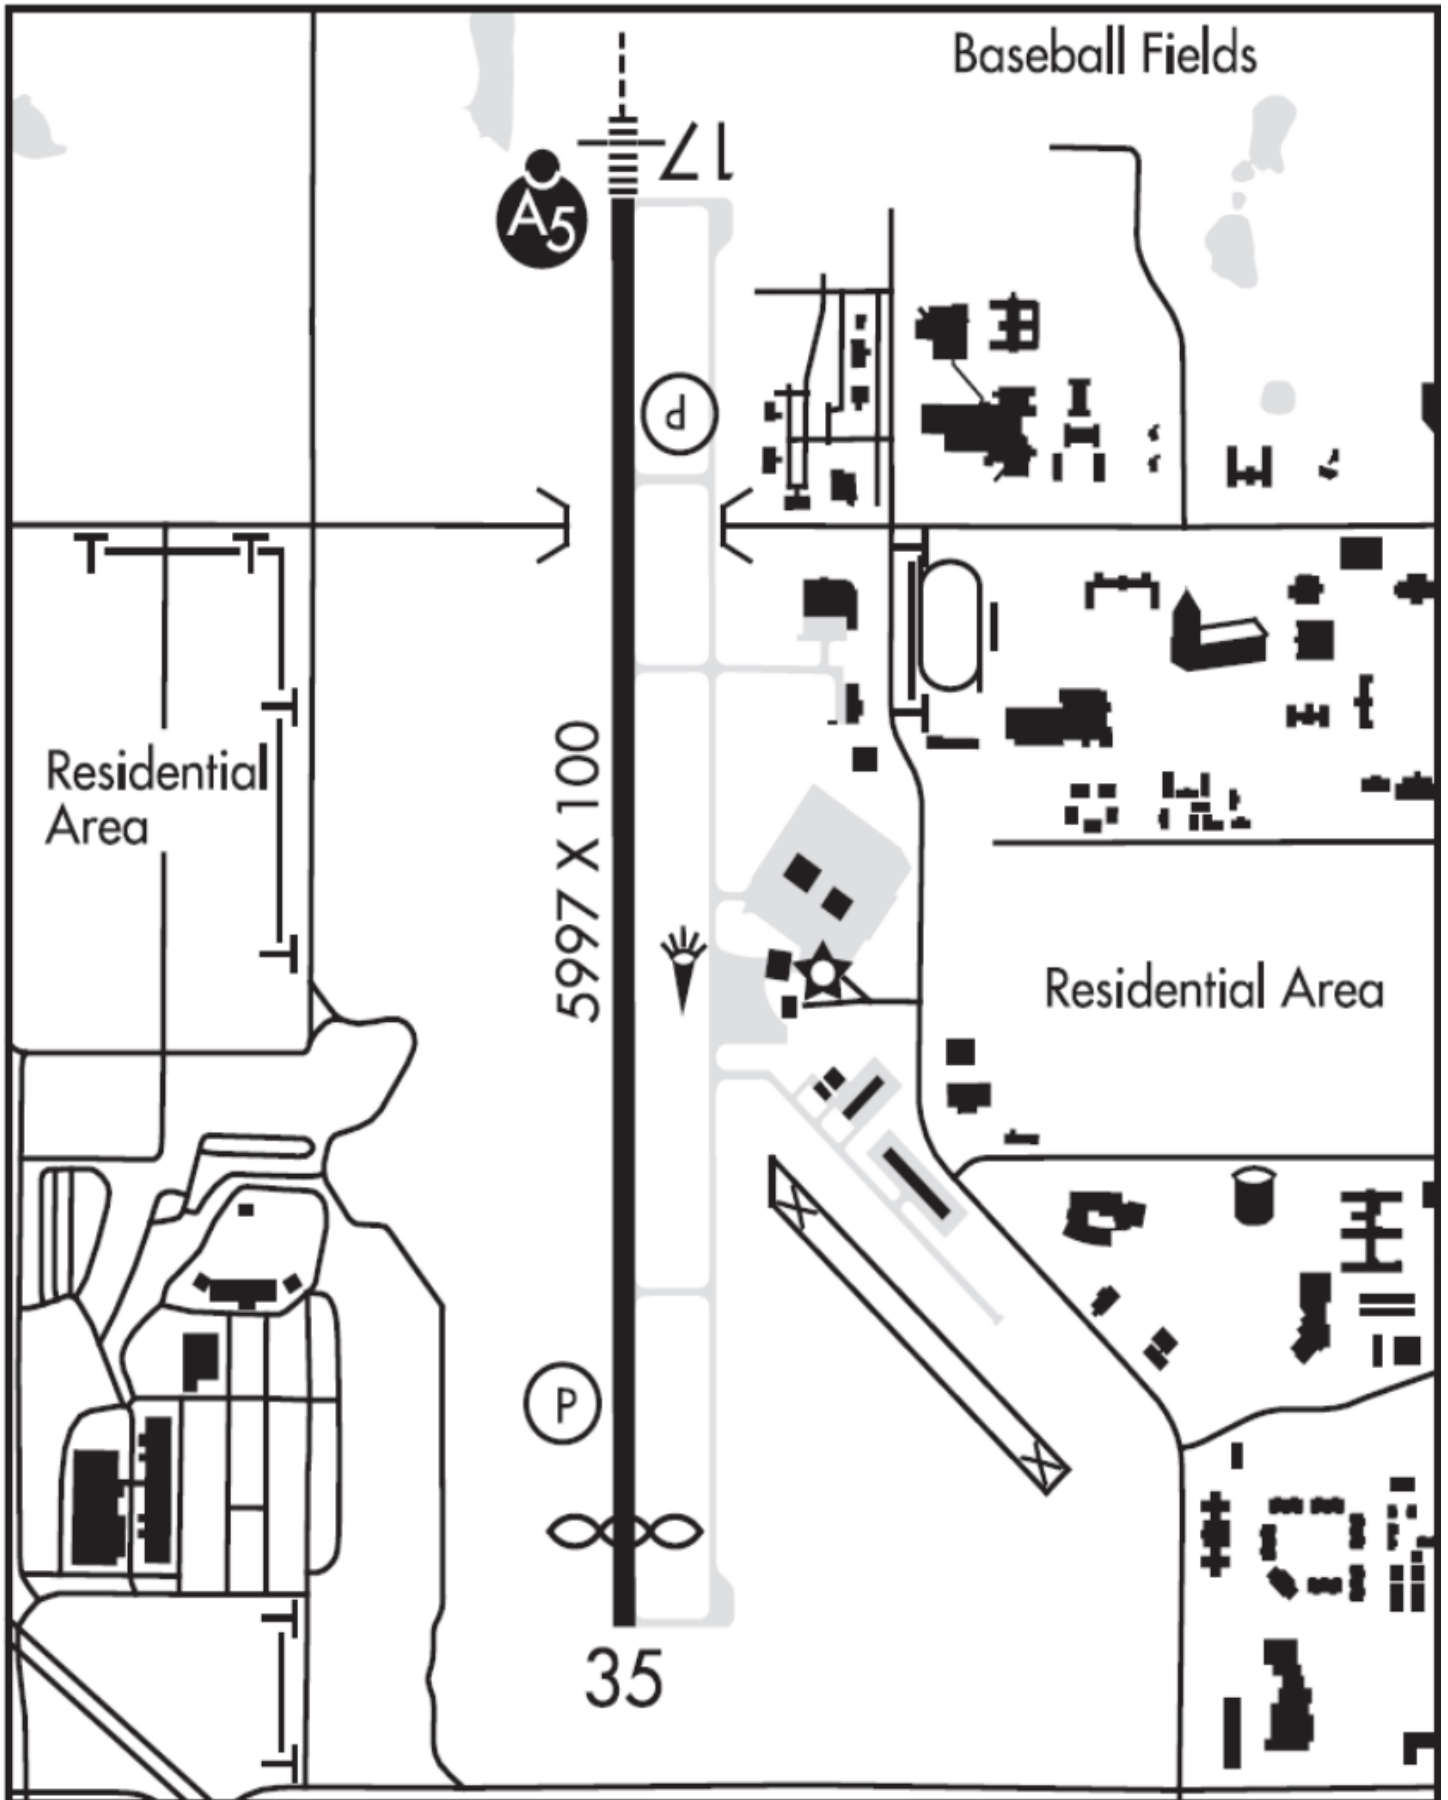 Baseball Fields
17
A5
P
Residential
Area
5997 X 100
Residential Area
P
35